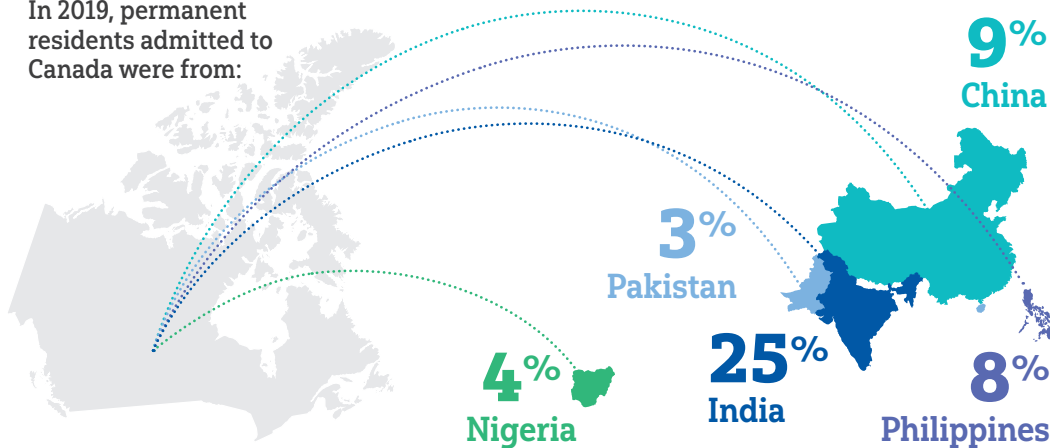 In 2019, permanent
residents admitted to
Canada were from:
9%
China
3%
Pakistan
25%
India
4%
Nigeria
8%
Philippines